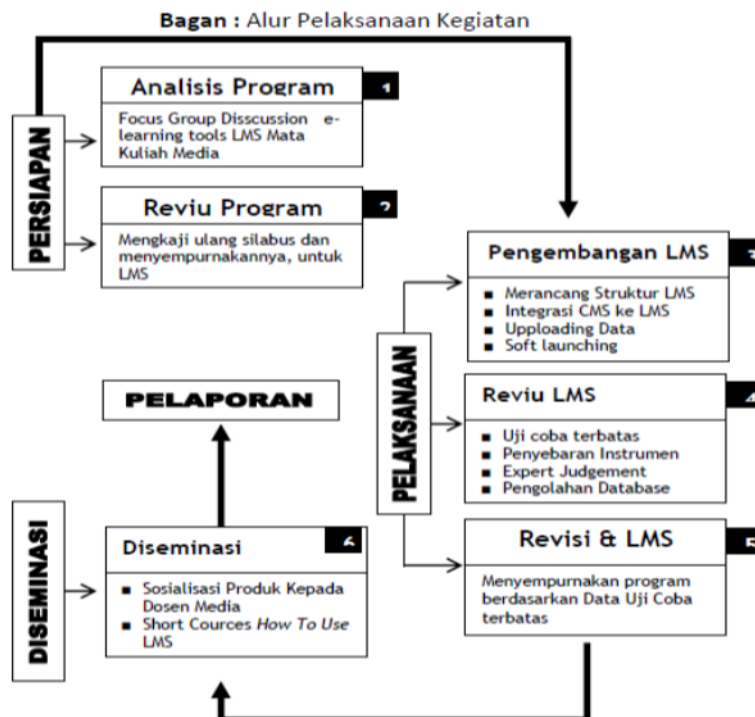 Bagan : Alur Pelaksanaan Kegiatan
PERSIAPAN
Analisis Program
1
Focus Group Disscussion e-
learning tools LMS Mata
Kuliah Media
Reviu Program
2
Mengkaji ulang silabus dan
menyempurnakannya, untuk
LMS
PELAKSANAAN
Pengembangan LMS
3
■ Merancang Struktur LMS
■ Integrasi CMS ke LMS
■ Upploading Data
■ Soft launching
Reviu LMS
4
■ Uji coba terbatas
■ Penyebaran Instrumen
■ Expert Judgement
■ Pengolahan Database
Revisi & LMS
5
Menyempurnakan program
berdasarkan Data Uji Coba
terbatas
PELAPORAN
DISEMINASI
Diseminasi
6
■ Sosialisasi Produk Kepada
Dosen Media
■ Short Cources How To Use
LMS